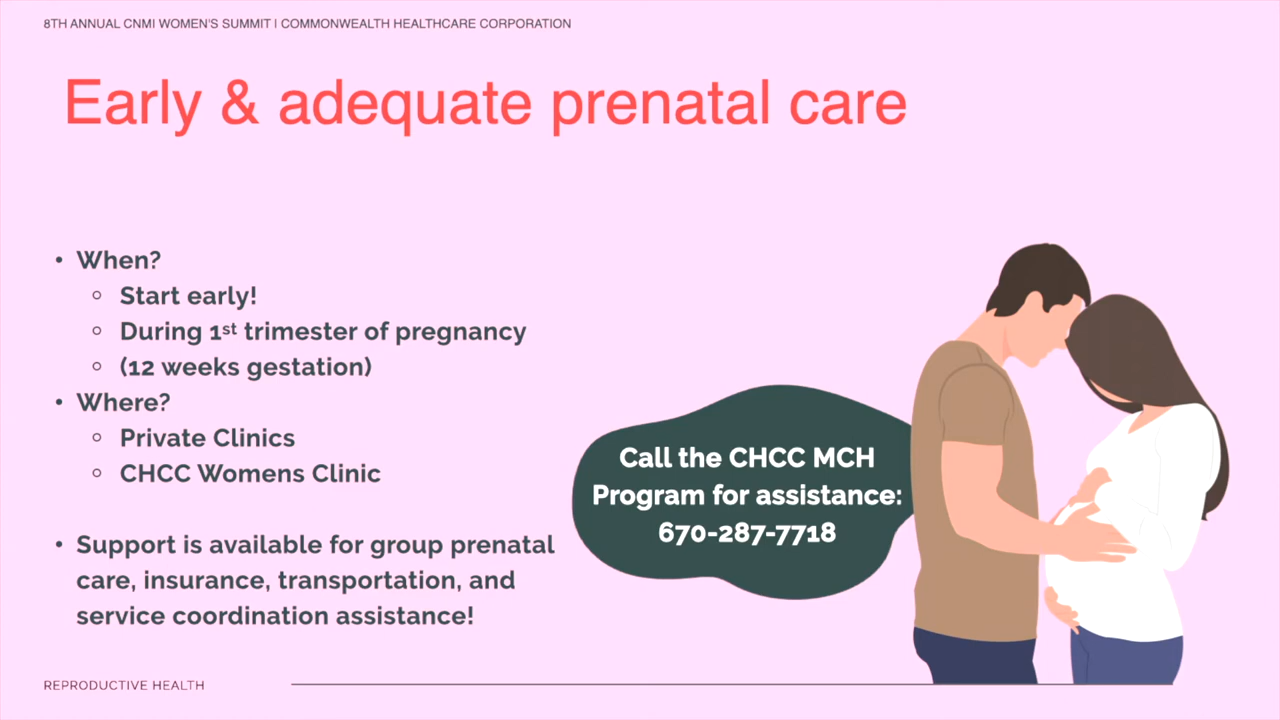 8TH ANNUAL CNMI WOMEN'S SUMMIT | COMMONWEALTH HEALTHCARE CORPORATION
Early & adequate prenatal care
• When?
○ Start early!
○ During 1st trimester of pregnancy
○ (12 weeks gestation)
• Where?
○ Private Clinics
○ CHCC Womens Clinic
• Support is available for group prenatal
care, insurance, transportation, and
service coordination assistance!
Call the CHCC MCH
Program for assistance:
670-287-7718
REPRODUCTIVE HEALTH